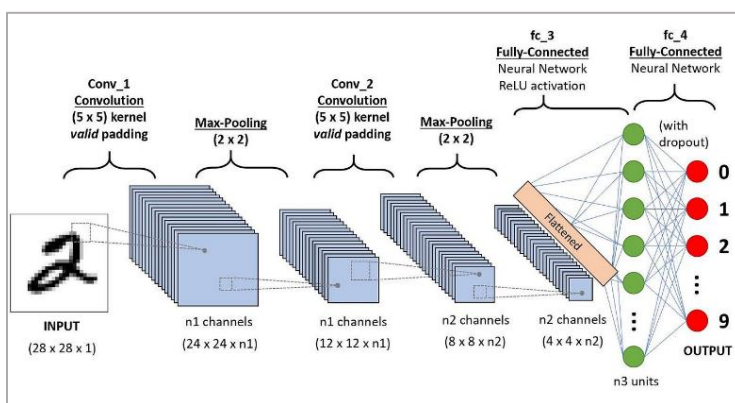 Conv_1
Convolution
(5 x 5) kernel
valid padding
Max-Pooling
(2 x 2)
Conv_2
Convolution
(5 x 5) kernel
valid padding
Max-Pooling
(2 x 2)
fc_3
Fully-Connected
Neural Network
ReLU activation
fc_4
Fully-Connected
Neural Network
(with
dropout)
Flattened
0
1
2
⋮
9
OUTPUT
⋮
n3 units
2
INPUT
(28 x 28 x 1)
n1 channels
(24 x 24 x n1)
n1 channels
(12 x 12 x n1)
n2 channels
(8 x 8 x n2)
n2 channels
(4 x 4 x n2)